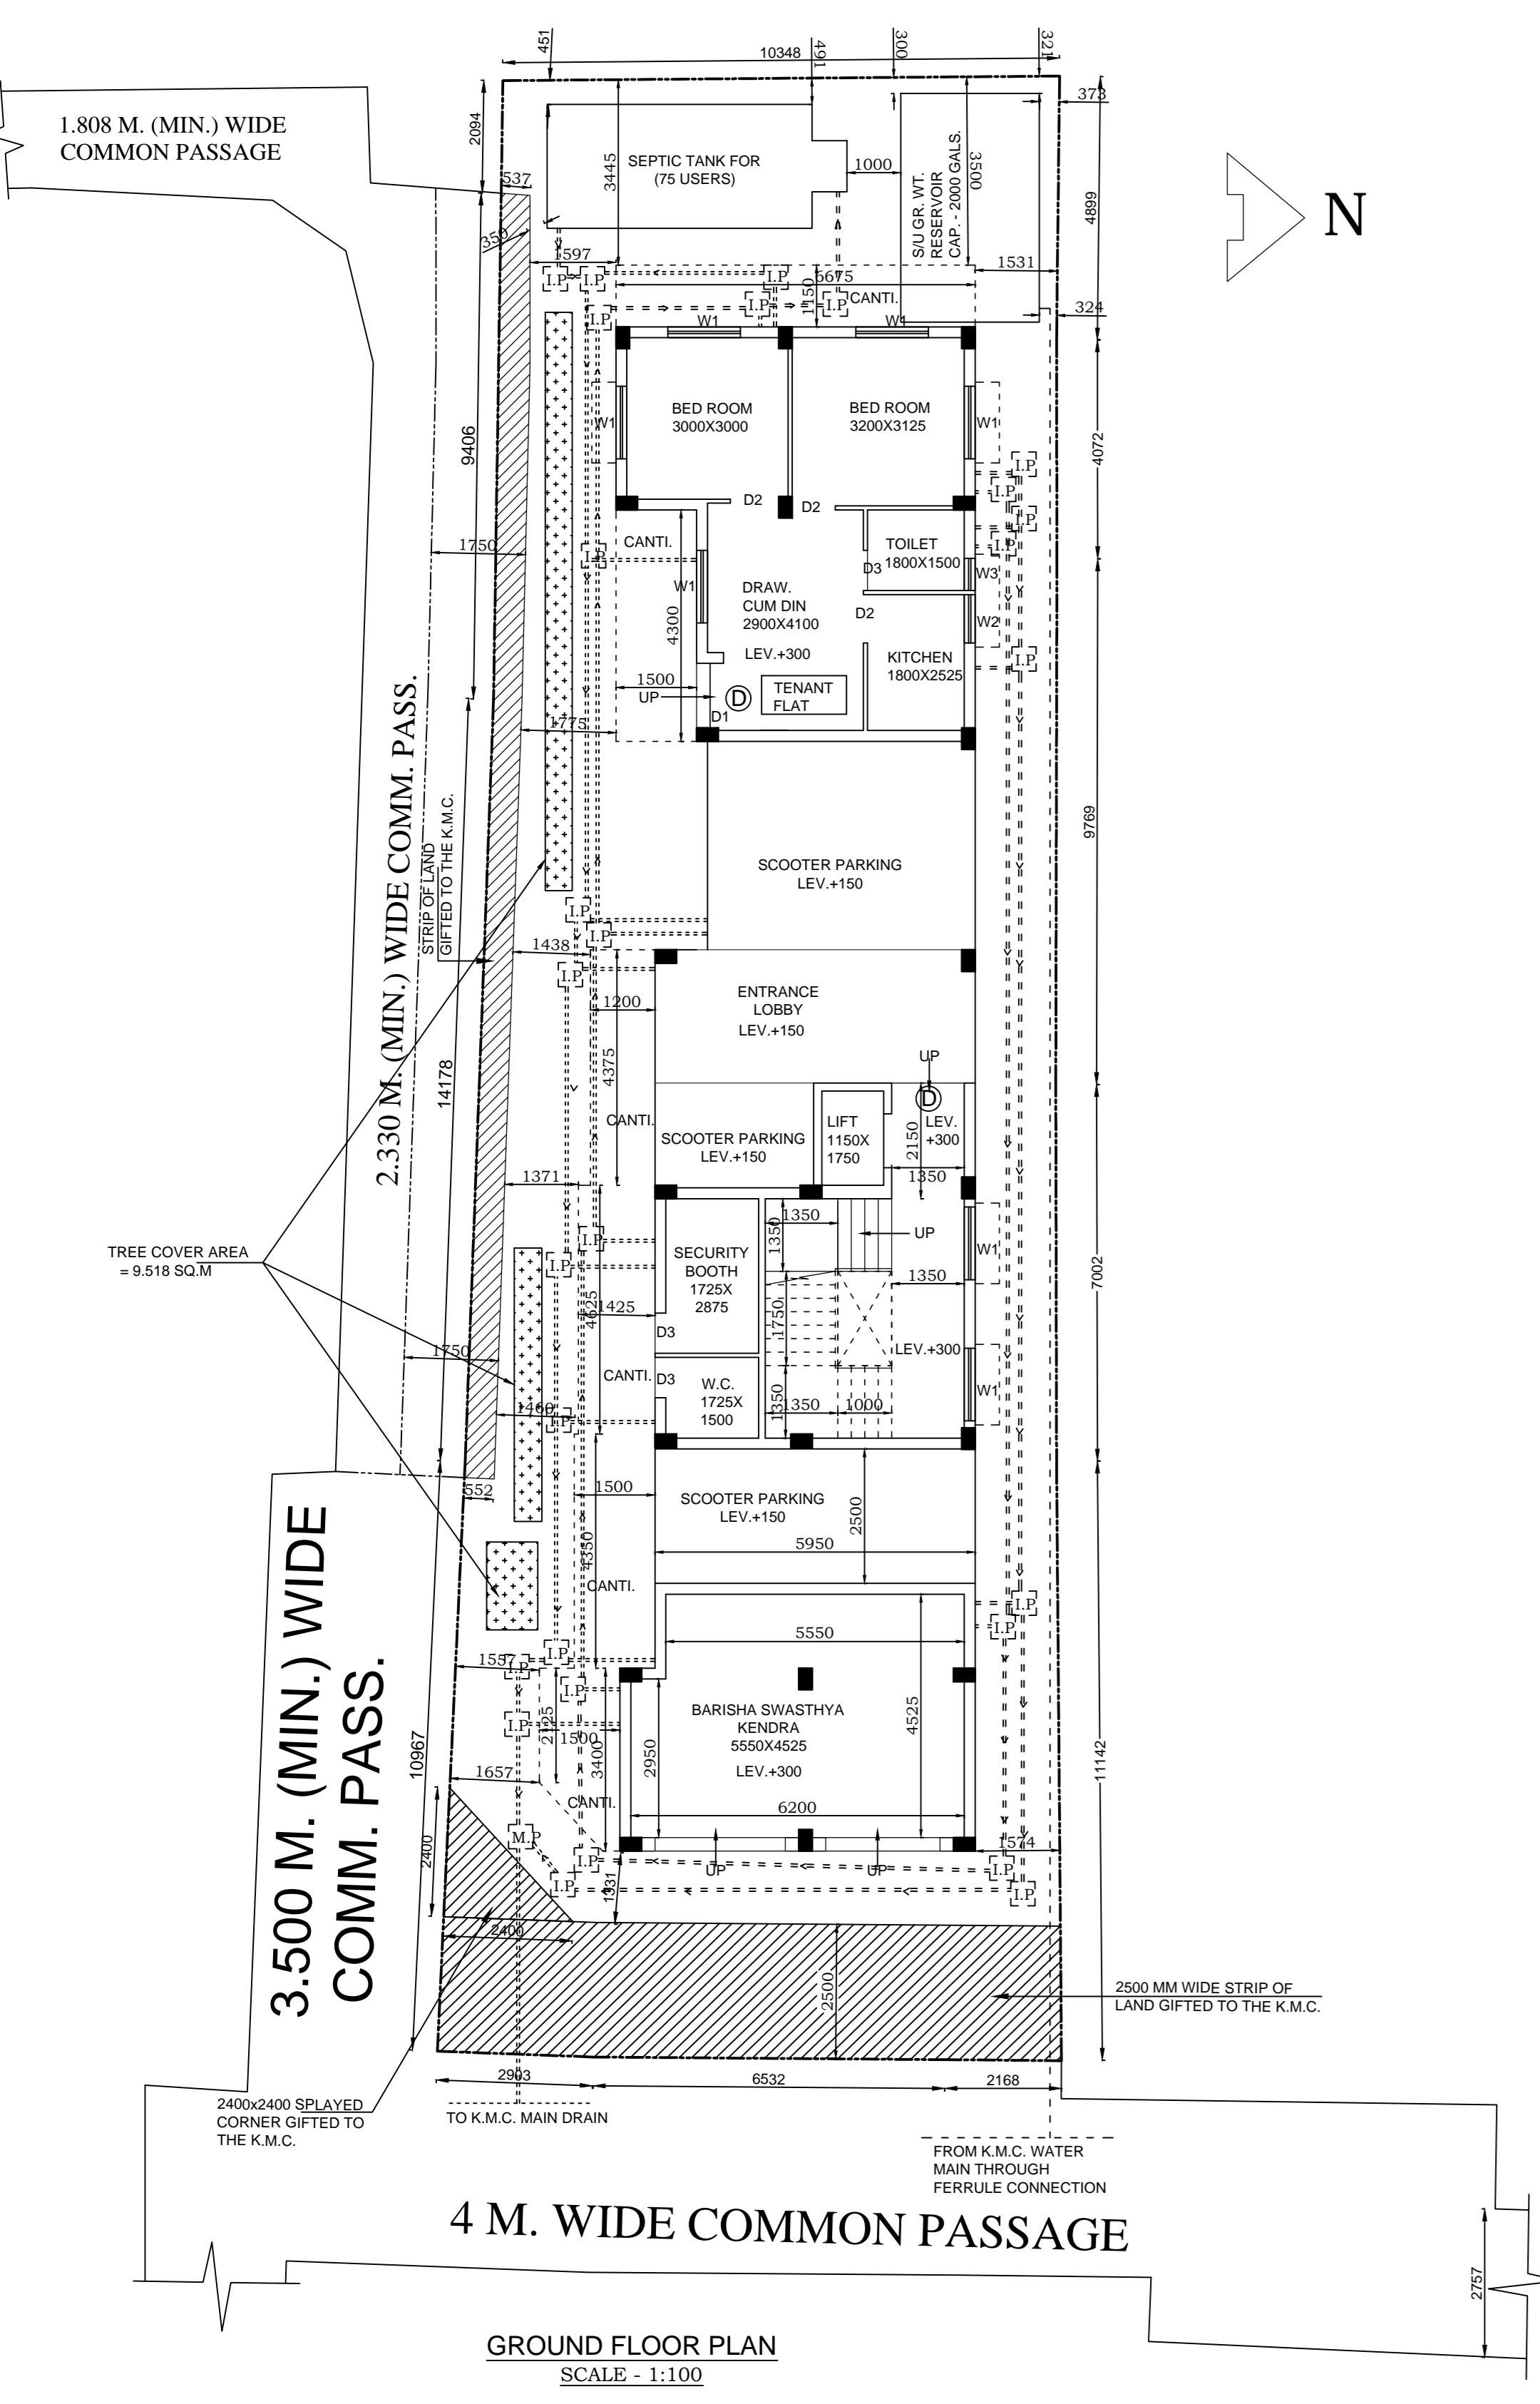 451
10348
491
300
321
373
1.808 M. (MIN.) WIDE
COMMON PASSAGE
2094
537
350
3445
SEPTIC TANK FOR
(75 USERS)
1000
S/U GR. WT.
RESERVOIR
CAP. - 2000 GALS.
3500
4899
N
1597
1531
324
I.P
I.P
I.P
6675
I.P
I.P
I.P
1150
CANTI.
W1
W1
BED ROOM
3000X3000
BED ROOM
3200X3125
W1
W1
9406
4072
I.P
I.P
I.P
I.P
D2
D2
CANTI.
TOILET
1800X1500
D3
W3
1750
I.P
W1
DRAW.
CUM DIN
2900X4100
LEV.+300
D2
W2
4300
KITCHEN
1800X2525
I.P
1500
UP
D
TENANT
FLAT
D1
1775
2.330 M. (MIN.) WIDE COMM. PASS.
STRIP OF LAND
GIFTED TO THE K.M.C.
9769
SCOOTER PARKING
LEV.+150
I.P
I.P
1438
I.P
1200
ENTRANCE
LOBBY
LEV.+150
4375
14178
UP
D
CANTI.
SCOOTER PARKING
LEV.+150
LIFT
1150X
1750
2150
LEV.
+300
1350
1371
1350
1350
UP
TREE COVER AREA
= 9.518 SQ.M
I.P
I.P
SECURITY
BOOTH
1725X
2875
W1
1350
7002
4625
1425
1750
D3
LEV.+300
1750
CANTI.
D3
W.C.
1725X
1500
1350
1350
1000
W1
1460
I.P
552
1500
SCOOTER PARKING
LEV.+150
2500
5950
4350
CANTI.
I.P
I.P
3.500 M. (MIN.) WIDE
COMM. PASS.
5550
1557
I.P
I.P
I.P
I.P
2125
1500
3400
2950
BARISHA SWASTHYA
KENDRA
5550X4525
LEV.+300
4525
10967
11142
1657
CANTI.
6200
M.P
2400
I.P
I.P
1331
UP
UP
1574
I.P
I.P
2400
2500
2500 MM WIDE STRIP OF
LAND GIFTED TO THE K.M.C.
2903
6532
2168
2400x2400 SPLAYED
CORNER GIFTED TO
THE K.M.C.
TO K.M.C. MAIN DRAIN
FROM K.M.C. WATER
MAIN THROUGH
FERRULE CONNECTION
4 M. WIDE COMMON PASSAGE
2757
GROUND FLOOR PLAN
SCALE - 1:100